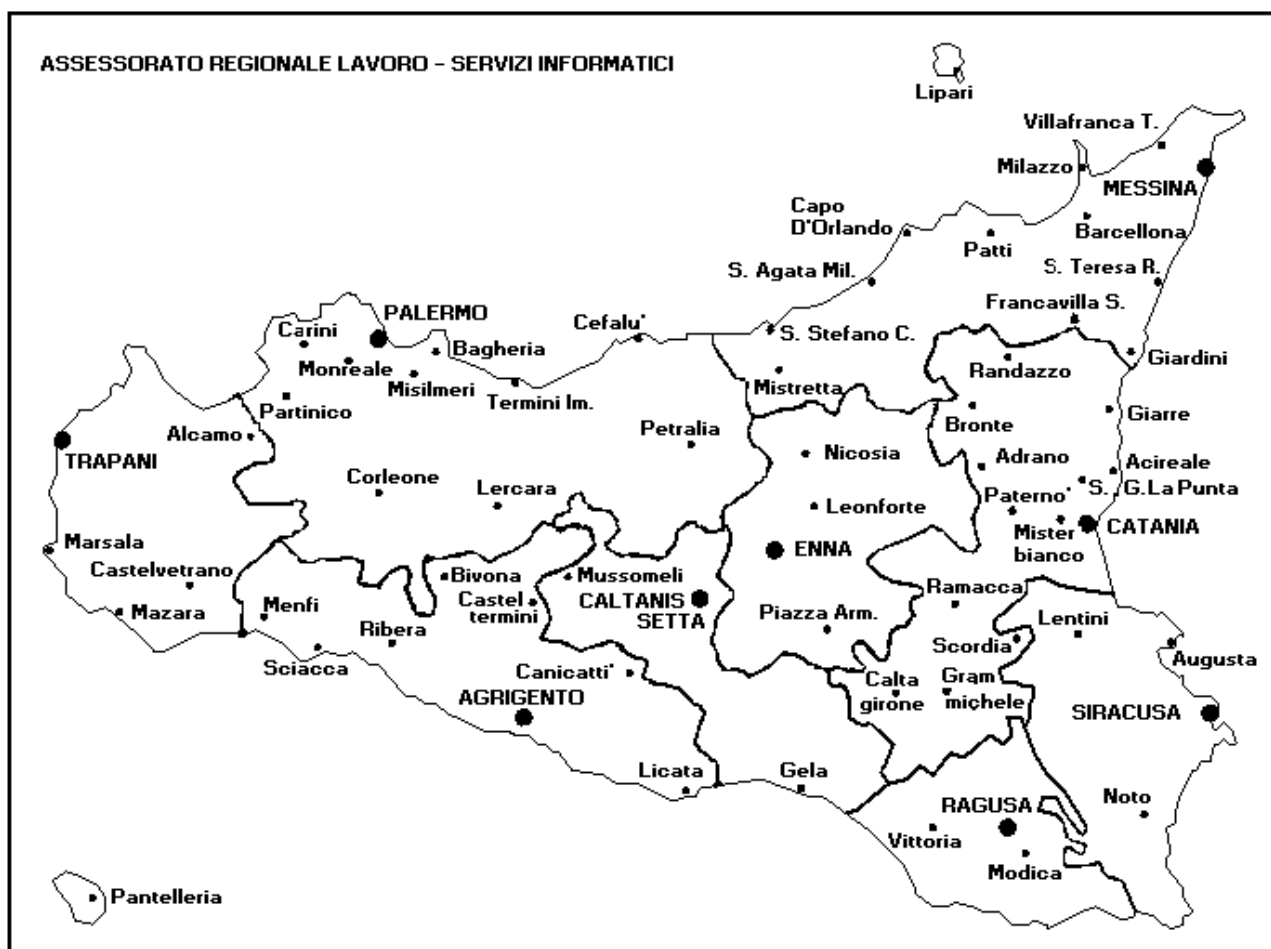 ASSESSORATO REGIONALE LAVORO - SERVIZI INFORMATICI
Lipari
Villafranca T.
Milazzo
MESSINA
Capo
D'Orlando
Patti
Barcellona
S. Agata Mil.
S. Teresa R.
Francavilla S.
PALERMO
Carini
Cefalu'
S. Stefano C.
Bagheria
Monreale
Misilmeri
Termini Im.
Mistretta
Randazzo
Giardini
Partinico
Alcamo
Petralia
Bronte
Giarre
TRAPANI
Nicosia
Adrano
Acireale
Corleone
Lercara
Leonforte
Paterno'
S. G.La Punta
Mister
bianco
CATANIA
Marsala
ENNA
Castelvetrano
Bivona
Mussomeli
Castel
termini
CALTANIS
SETTA
Ramacca
Mazara
Menfi
Ribera
Piazza Arm.
Lentini
Scordia
Sciacca
Augusta
Canicatti'
Calta
girone
Gram
michele
AGRIGENTO
SIRACUSA
Licata
Gela
RAGUSA
Noto
Vittoria
Modica
Pantelleria